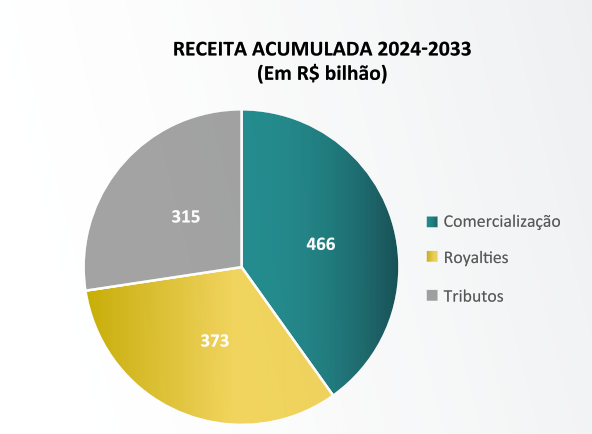 RECEITA ACUMULADA 2024-2033
(Em R$ bilhão)
315
466
373
Comercialização
Royalties
Tributos